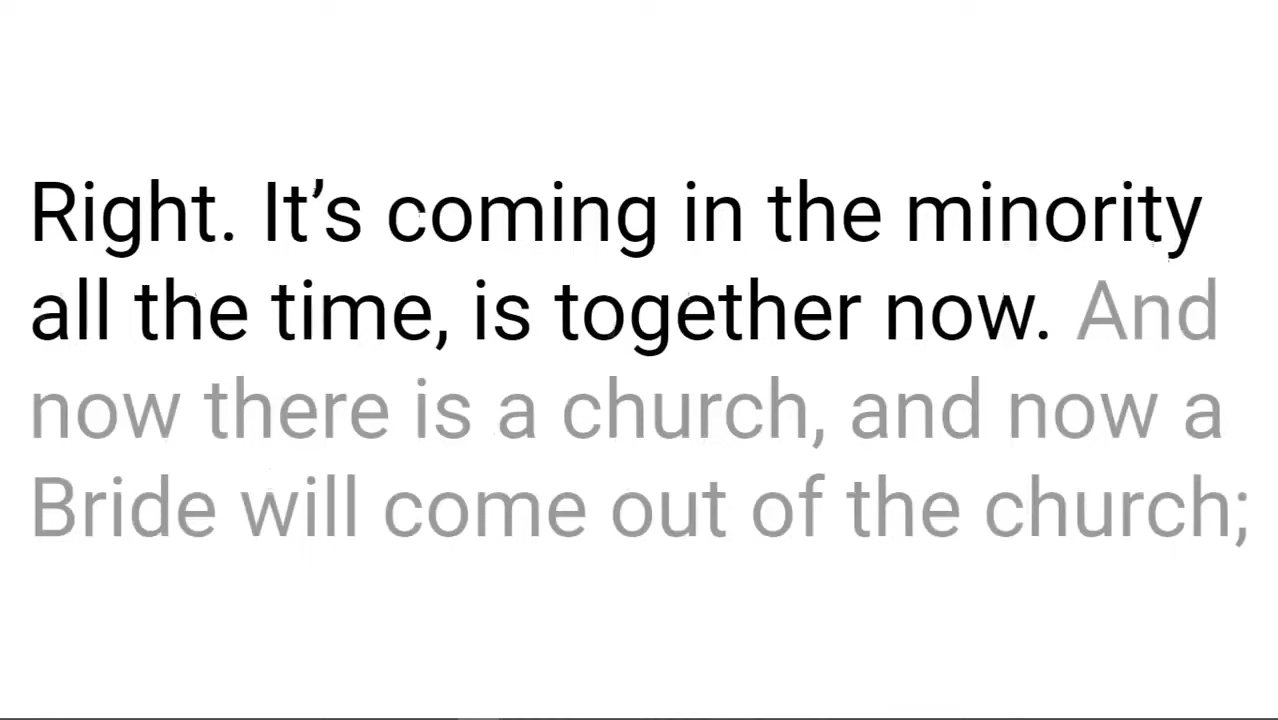 Right. It’s coming in the minority
all the time, is together now. And
now there is a church, and now a
Bride will come out of the church;